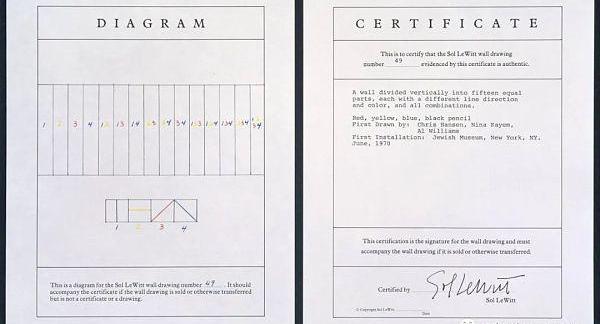 DIAGRAM
1 2 3 4 12 13 14 23 24 34 123 124 134 234 12
34
1 2 3 4
This is a diagram for the Sol LeWitt wall drawing number 49. It should
accompany the certificate if the wall drawing is sold or otherwise transferred
but is not a certificate or a drawing.
CERTIFICATE
This is to certify that the Sol LeWitt wall drawing
number 49 evidenced by this certificate is authentic.
A wall divided vertically into fifteen equal
parts, each with a different line direction
and color, and all combinations.
Red, yellow, blue, black pencil
First Drawn by: Chris Hansen, Nina Kayem,
Al Williams
First Installation: Jewish Museum, New York, NY.
June, 1970
This certification is the signature for the wall drawing and must
accompany the wall drawing if it is sold or otherwise transferred.
Certified by Sol LeWitt
Sol LeWitt
© Copyright Sol LeWitt
Date